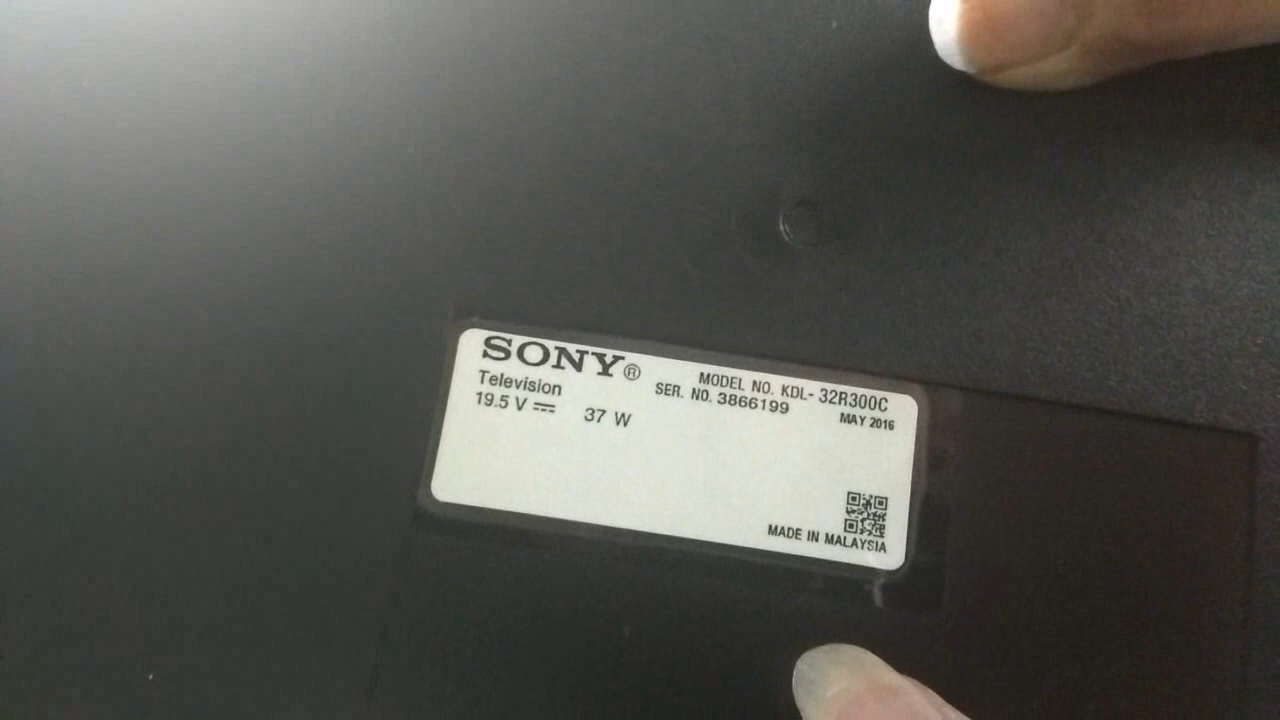 SONY®
Television
19.5 V ⎓ 37 W
MODEL NO. KDL- 32R300C
SER. NO. 3866199
MAY 2016
MADE IN MALAYSIA